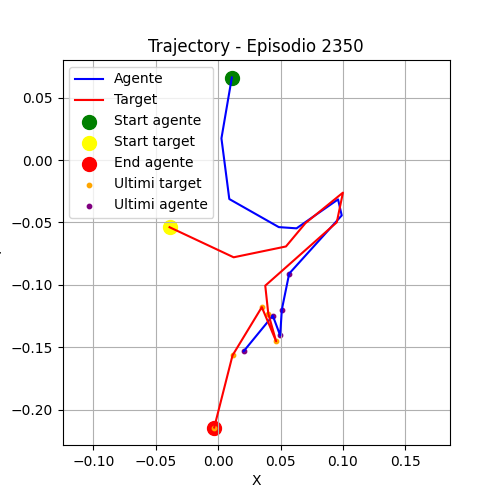 Trajectory - Episodio 2350
Agente
Target
Start agente
Start target
End agente
Ultimi target
Ultimi agente
0.05
0.00
−0.05
−0.10
−0.15
−0.20
−0.10
−0.05
0.00
0.05
0.10
0.15
X